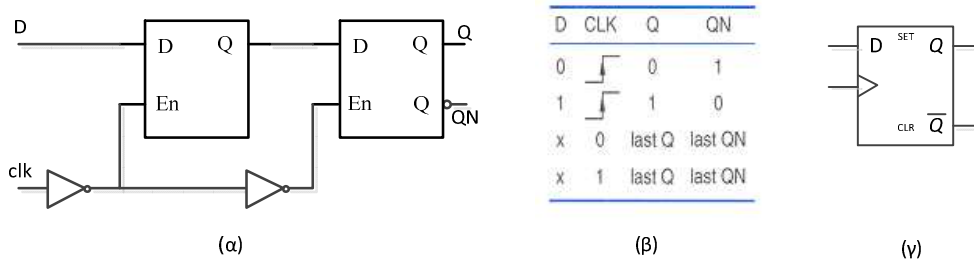 D
D Q
En
D Q
En Q
Q
QN
clk
(α)
D CLK Q QN
0 0 1
1 1 0
x 0 last Q last QN
x 1 last Q last QN
(β)
D SET Q
CLR Q
(γ)